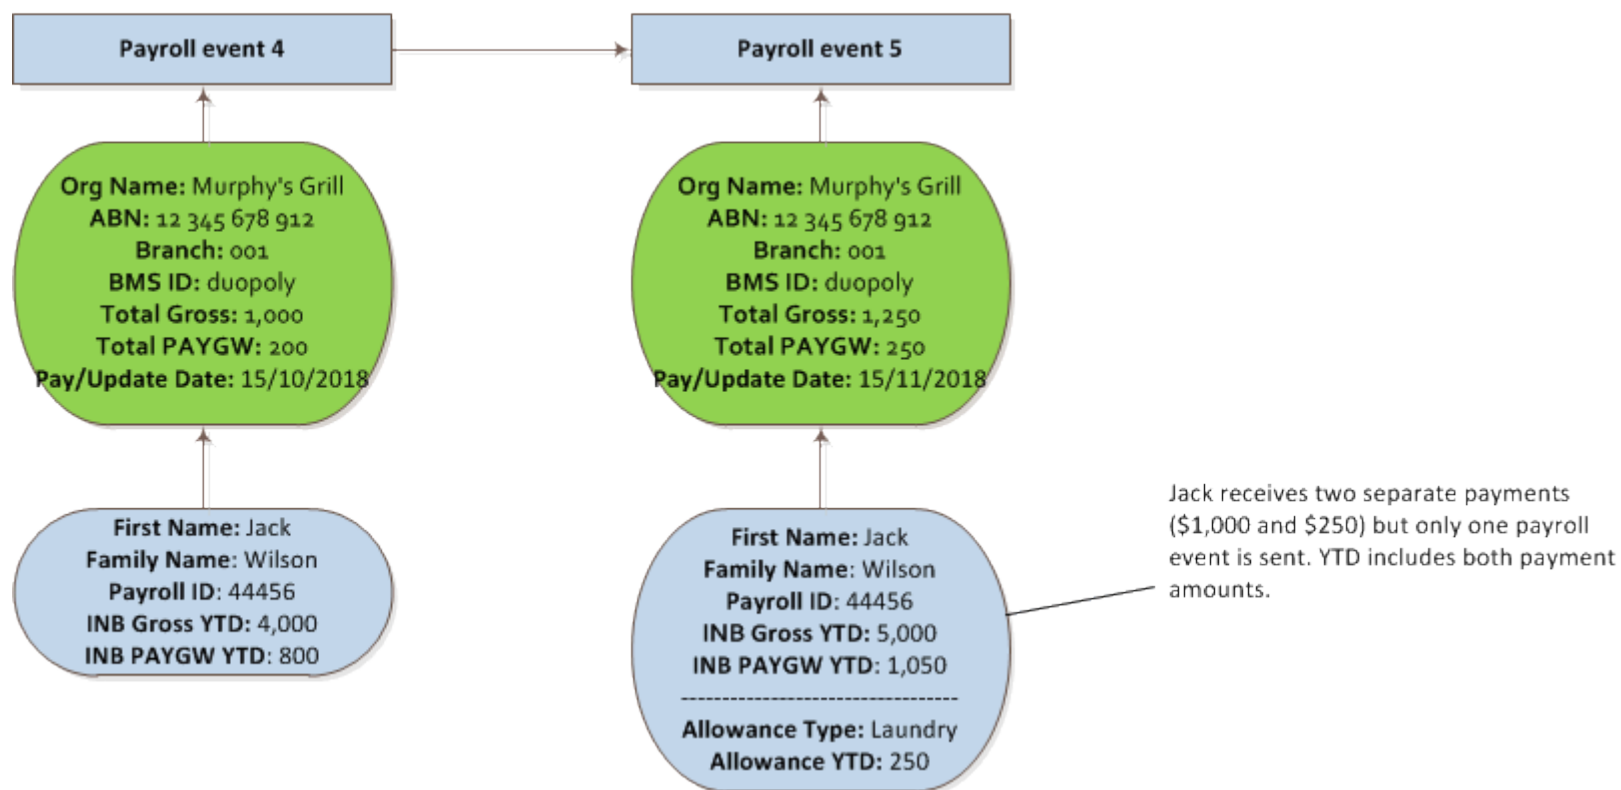 Payroll event 4
Payroll event 5
Org Name: Murphy's Grill
ABN: 12 345 678 912
Branch: 001
BMS ID: duopoly
Total Gross: 1,000
Total PAYGW: 200
Pay/Update Date: 15/10/2018
Org Name: Murphy's Grill
ABN: 12 345 678 912
Branch: 001
BMS ID: duopoly
Total Gross: 1,250
Total PAYGW: 250
Pay/Update Date: 15/11/2018
First Name: Jack
Family Name: Wilson
Payroll ID: 44456
INB Gross YTD: 4,000
INB PAYGW YTD: 800
First Name: Jack
Family Name: Wilson
Payroll ID: 44456
INB Gross YTD: 5,000
INB PAYGW YTD: 1,050
----------------------------------
Allowance Type: Laundry
Allowance YTD: 250
Jack receives two separate payments
($1,000 and $250) but only one payroll
event is sent. YTD includes both payment
amounts.